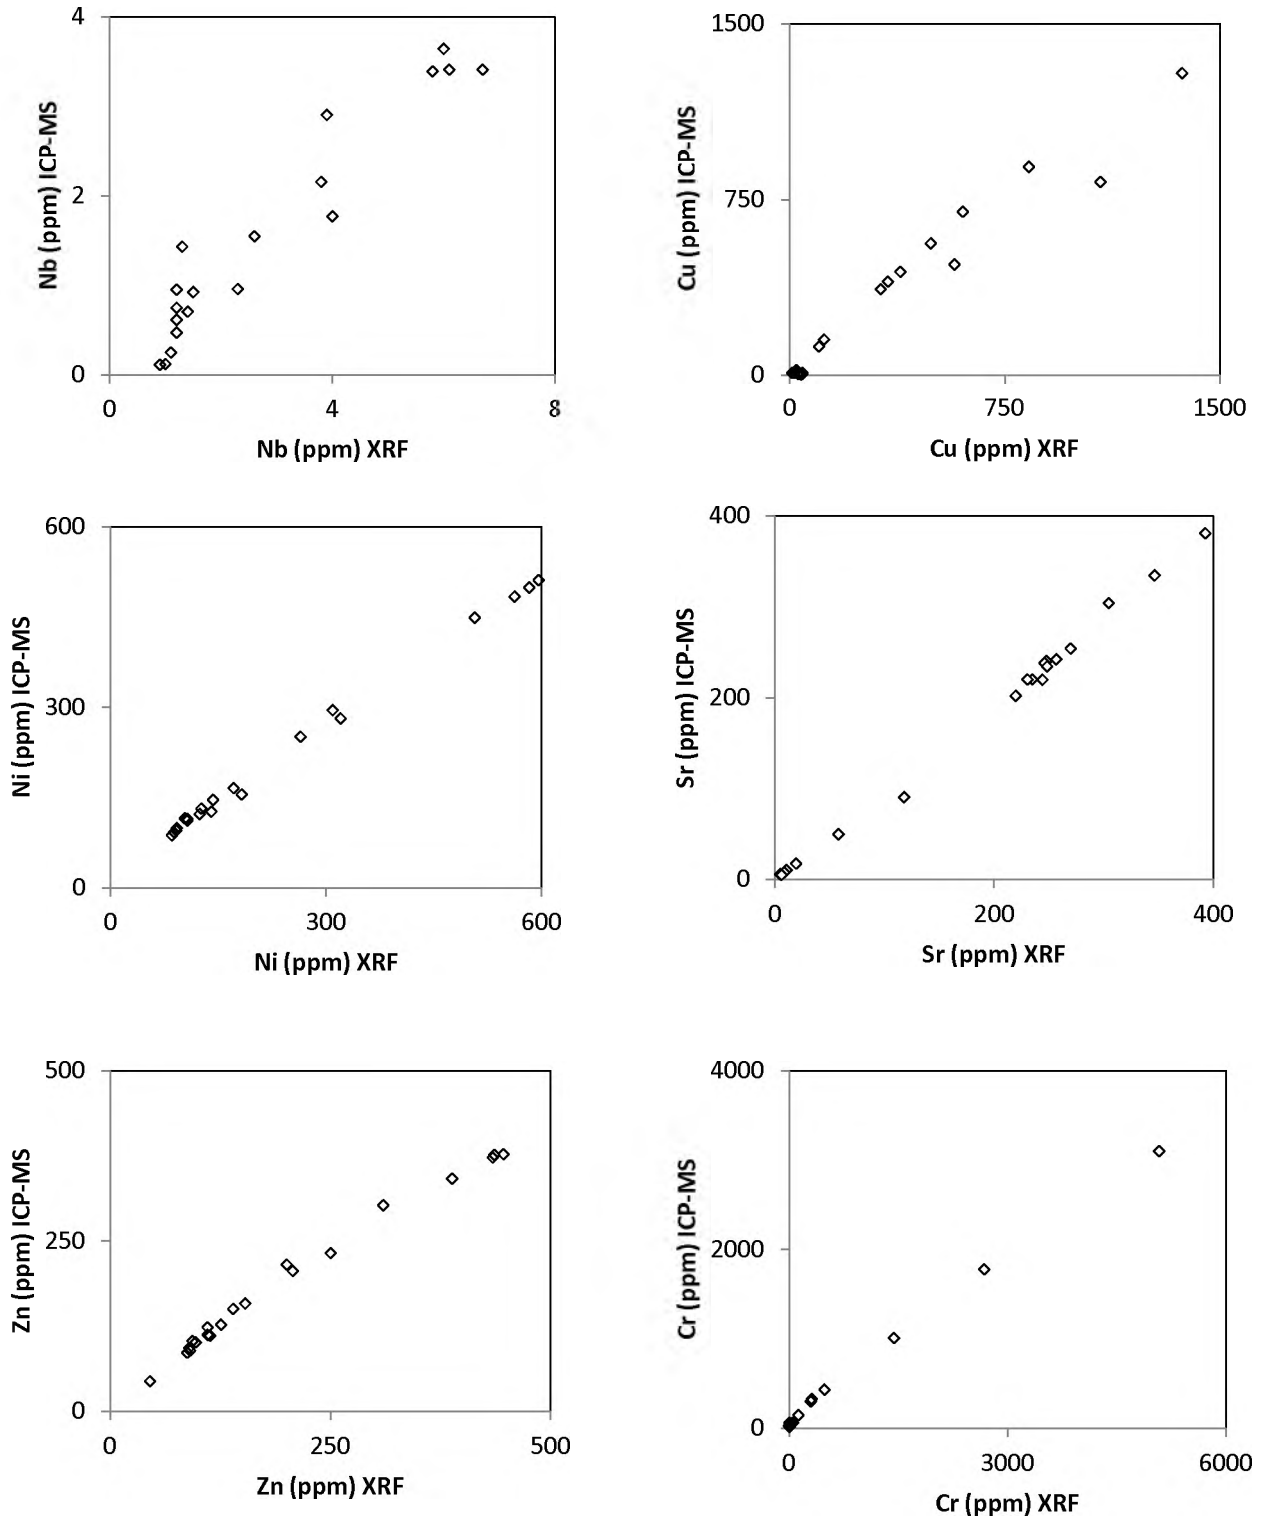 4
2
0
Nb (ppm) ICP-MS
0 4 8
Nb (ppm) XRF
1500
750
0
Cu (ppm) ICP-MS
0 750 1500
Cu (ppm) XRF
600
300
0
Ni (ppm) ICP-MS
0 300 600
Ni (ppm) XRF
400
200
0
Sr (ppm) ICP-MS
0 200 400
Sr (ppm) XRF
500
250
0
Zn (ppm) ICP-MS
0 250 500
Zn (ppm) XRF
4000
2000
0
Cr (ppm) ICP-MS
0 3000 6000
Cr (ppm) XRF